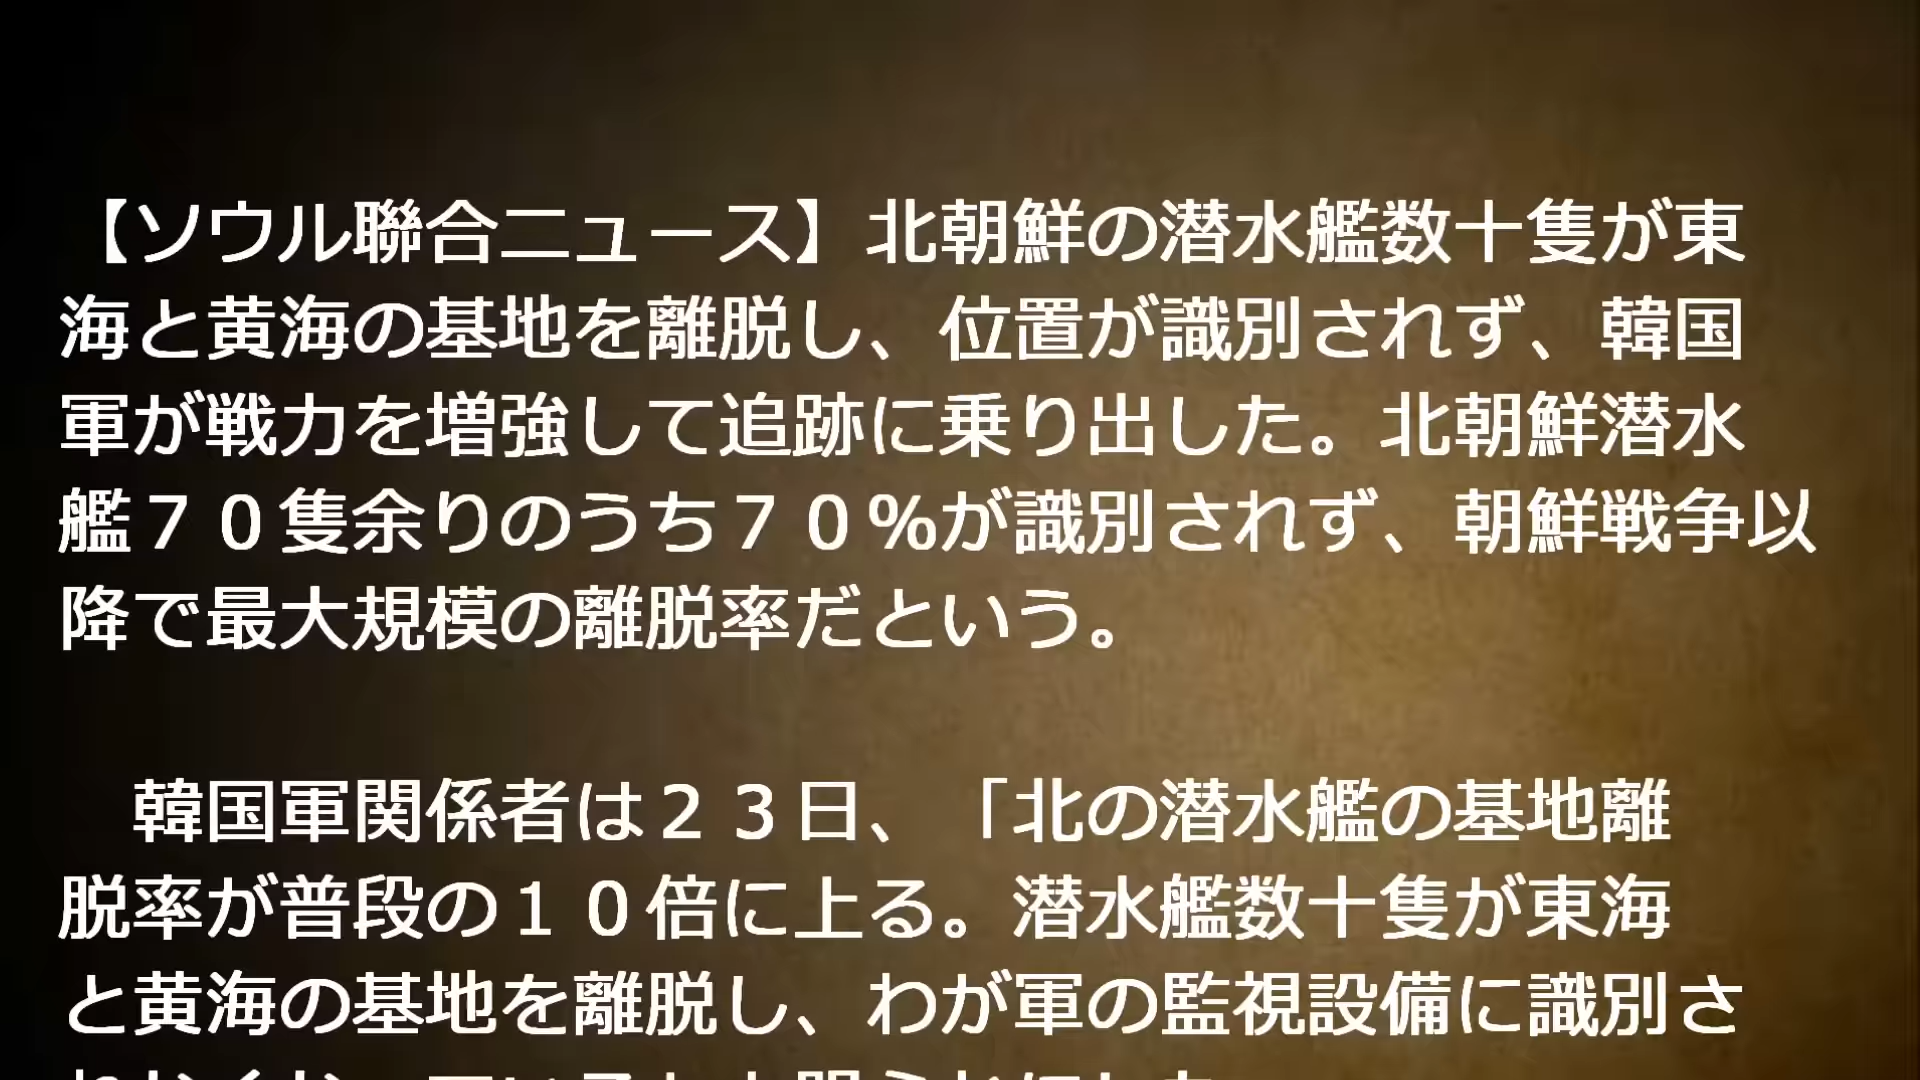 【ソウル聯合ニュース】北朝鮮の潜水艦数十隻が東
海と黄海の基地を離脱し、位置が識別されず、韓国
軍が戦力を増強して追跡に乗り出した。北朝鮮潜水
艦７０隻余りのうち７０％が識別されず、朝鮮戦争以
降で最大規模の離脱率だという。
韓国軍関係者は２３日、「北の潜水艦の基地離
脱率が普段の１０倍に上る。潜水艦数十隻が東海
と黄海の基地を離脱し、わが軍の監視設備に識別さ